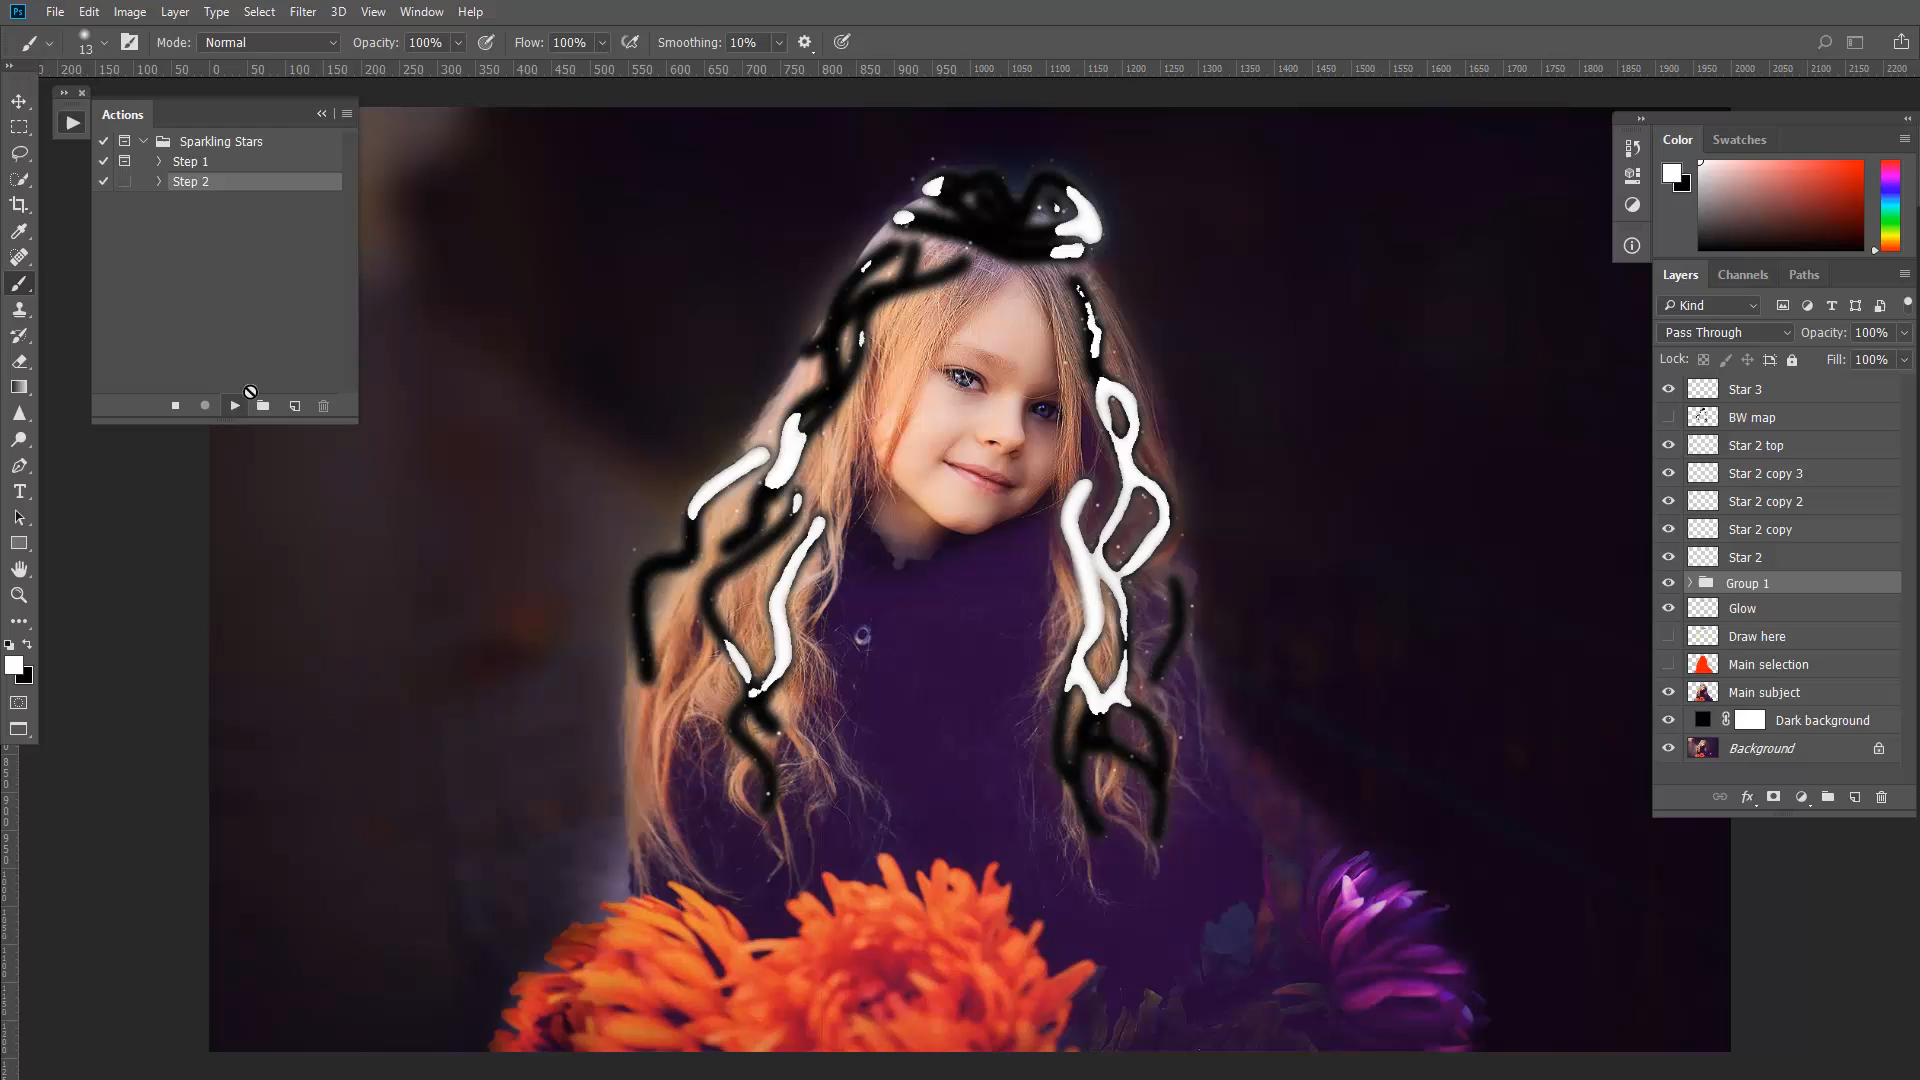 Ps File Edit Image Layer Type Select Filter 3D View Window Help
13 Mode: Normal Opacity: 100% Flow: 100% Smoothing: 10%
200 150 100 50 0 50 100 150 200 250 300 350 400 450 500 550 600 650 700 750 800 850 900 950 1000 1050 1100 1150 1200 1250 1300 1350 1400 1450 1500 1550 1600 1650 1700 1750 1800 1850 1900 1950 2000 2050 2100 2150 2200
Actions
Sparkling Stars
Step 1
Step 2
Color Swatches
Layers Channels Paths
Kind
Pass Through Opacity: 100%
Lock: Fill: 100%
Star 3
BW map
Star 2 top
Star 2 copy 3
Star 2 copy 2
Star 2 copy
Star 2
Group 1
Glow
Draw here
Main selection
Main subject
Dark background
Background
fx